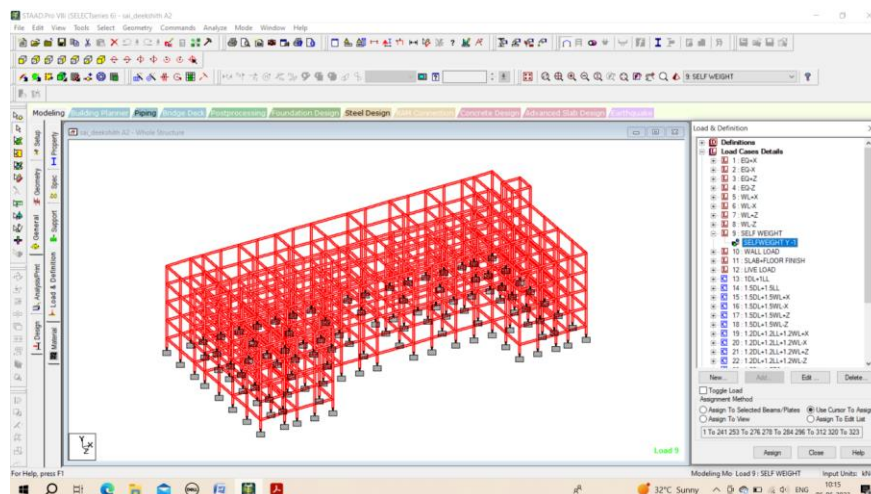 STAAD.Pro V8i (SELECTseries 6) - sai_deekshith A2
File Edit View Tools Select Geometry Commands Analyze Mode Window Help
9: SELF WEIGHT
Modeling Building Planner Piping Bridge Deck Postprocessing Foundation Design Steel Design RAM Connection Concrete Design Advanced Slab Design Earthquake
sai_deekshith A2 - Whole Structure
Setup
Geometry
General
Analysis/Print
Design
Property
Spec
Support
Load & Definition
Material
Y
X
Z
Load 9
Load & Definition
Definitions
Load Cases Details
1 : EQ+X
2 : EQ-X
3 : EQ+Z
4 : EQ-Z
5 : WL+X
6 : WL-X
7 : WL+Z
8 : WL-Z
9 : SELF WEIGHT
SELFWEIGHT Y -1
10 : WALL LOAD
11 : SLAB+FLOOR FINISH
12 : LIVE LOAD
13 : 1DL+1LL
14 : 1.5DL+1.5LL
15 : 1.5DL+1.5WL+X
16 : 1.5DL+1.5WL-X
17 : 1.5DL+1.5WL+Z
18 : 1.5DL+1.5WL-Z
19 : 1.2DL+1.2LL+1.2WL+X
20 : 1.2DL+1.2LL+1.2WL-X
21 : 1.2DL+1.2LL+1.2WL+Z
22 : 1.2DL+1.2LL+1.2WL-Z
New... Add... Edit ... Delete...
Toggle Load
Assignment Method
Assign To Selected Beams/Plates Use Cursor To Assign
Assign To View Assign To Edit List
1 To 241 253 To 276 278 To 284 296 To 312 320 To 323
Assign Close Help
For Help, press F1
Modeling Mo Load 9 : SELF WEIGHT Input Units: kN
32°C Sunny ENG 10:15